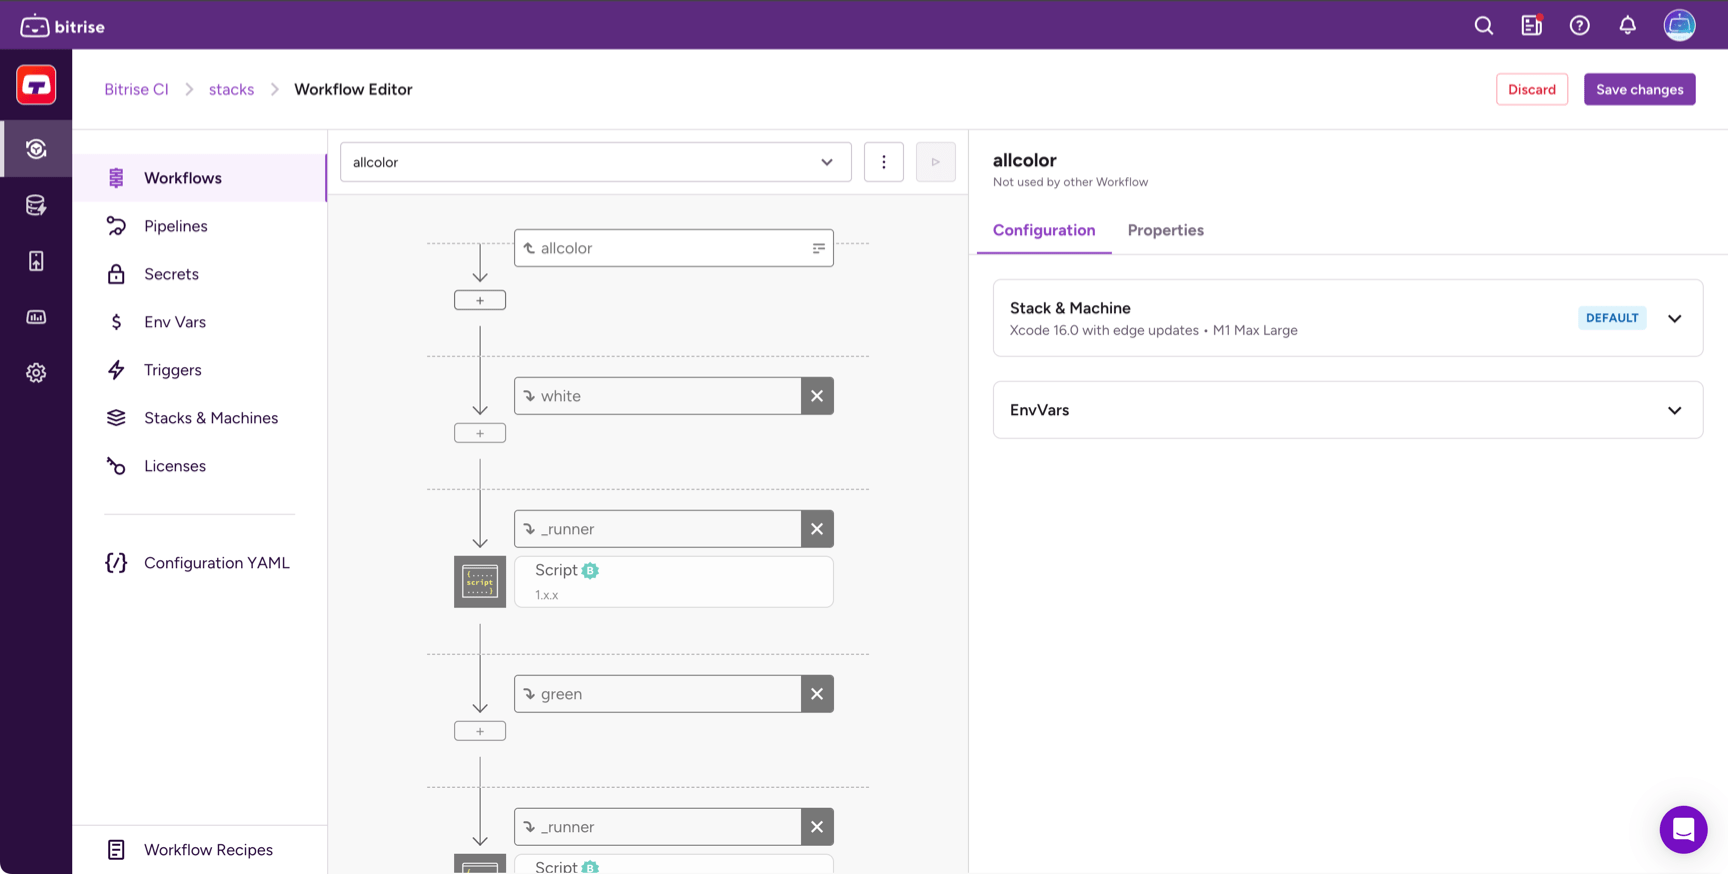 bitrise
Bitrise CI
stacks
Workflow Editor
Discard
Save changes
Workflows
Pipelines
Secrets
Env Vars
Triggers
Stacks & Machines
Licenses
Configuration YAML
Workflow Recipes
allcolor
allcolor
+
white
+
_runner
{.....
script
.....}
Script B
1.x.x
green
+
_runner
Script B
allcolor
Not used by other Workflow
Configuration
Properties
Stack & Machine
Xcode 16.0 with edge updates • M1 Max Large
DEFAULT
EnvVars